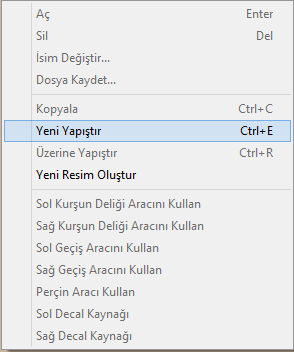 Aç Enter
Sil Del
İsim Değiştir...
Dosya Kaydet...
Kopyala Ctrl+C
Yeni Yapıştır Ctrl+E
Üzerine Yapıştır Ctrl+R
Yeni Resim Oluştur
Sol Kurşun Deliği Aracını Kullan
Sağ Kurşun Deliği Aracını Kullan
Sol Geçiş Aracını Kullan
Sağ Geçiş Aracını Kullan
Perçin Aracı Kullan
Sol Decal Kaynağı
Sağ Decal Kaynağı